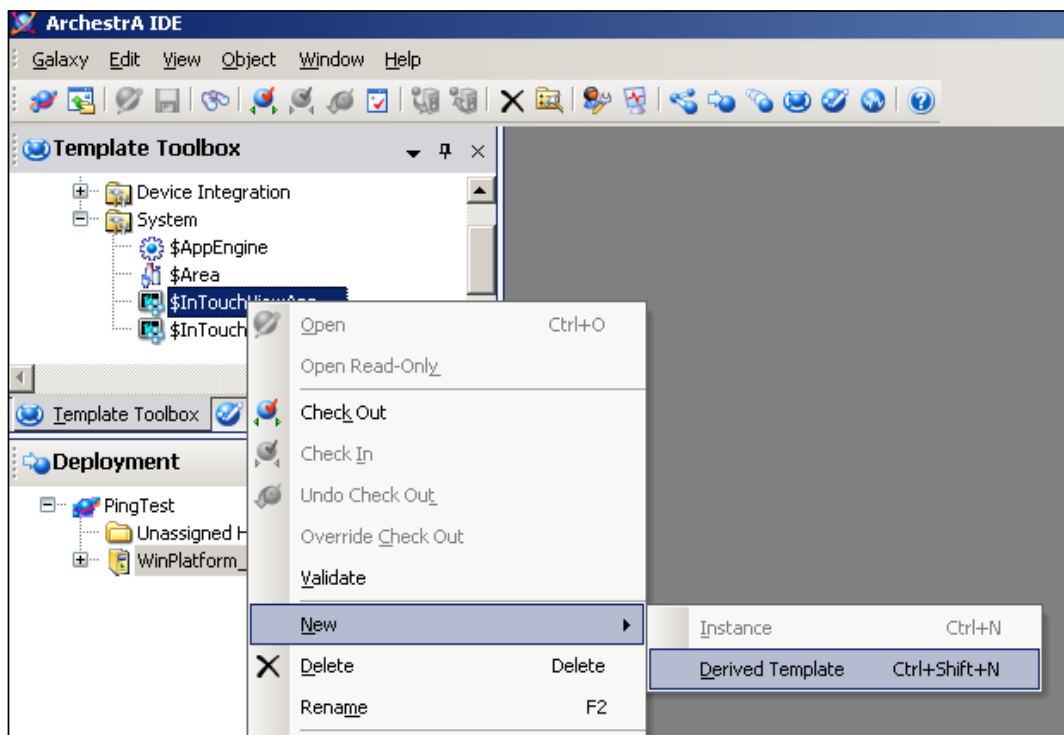 ArchestrA IDE
Galaxy Edit View Object Window Help
Template Toolbox
Device Integration
System
$AppEngine
$Area
$InTouchViewApp
$InTouch
Template Toolbox
Deployment
PingTest
Unassigned H
WinPlatform_
Open Ctrl+O
Open Read-Only
Check Out
Check In
Undo Check Out
Override Check Out
Validate
New
Delete Delete
Rename F2
Instance Ctrl+N
Derived Template Ctrl+Shift+N